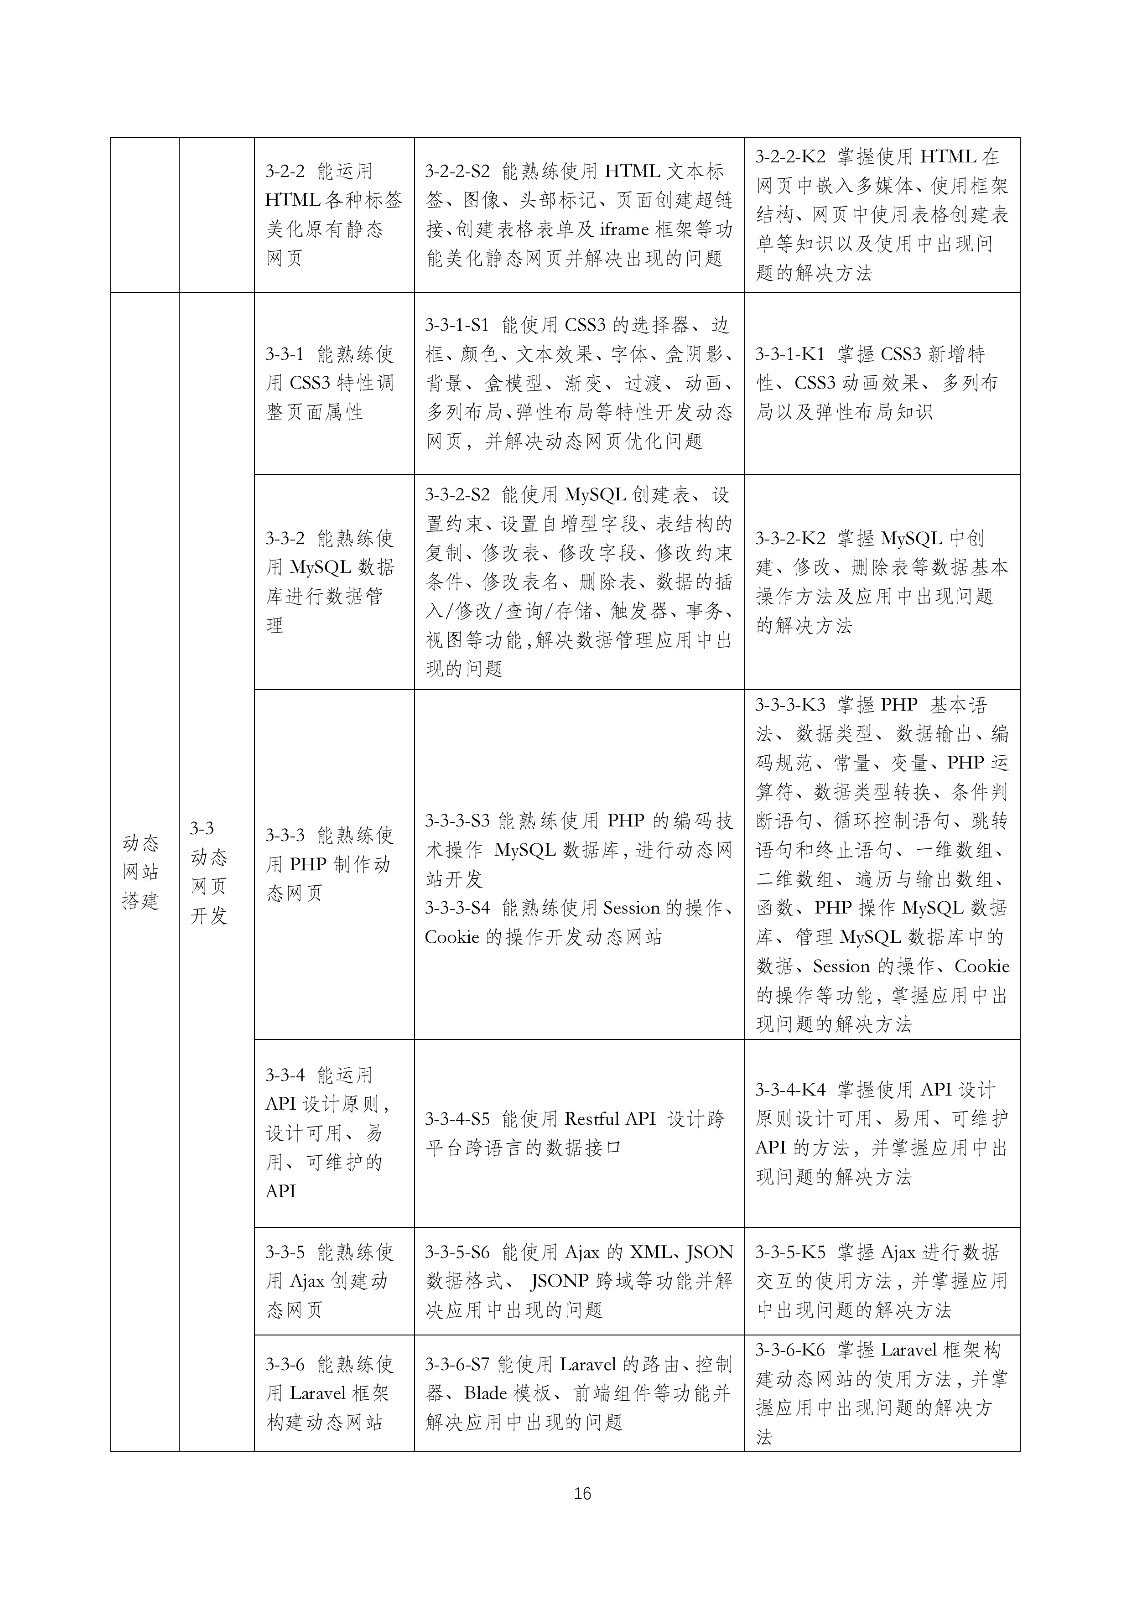 3-2-2 能运用
HTML 各种标签
美化原有静态
网页
3-2-2-S2 能熟练使用 HTML 文本标
签、图像、头部标记、页面创建超链
接、创建表格表单及 iframe 框架等功
能美化静态网页并解决出现的问题
3-2-2-K2 掌握使用 HTML 在
网页中嵌入多媒体、使用框架
结构、网页中使用表格创建表
单等知识以及使用中出现问
题的解决方法
动态
网站
搭建
3-3
动态
网页
开发
3-3-1 能熟练使
用 CSS3 特性调
整页面属性
3-3-1-S1 能使用 CSS3 的选择器、边
框、颜色、文本效果、字体、盒阴影、
背景、盒模型、渐变、过渡、动画、
多列布局、弹性布局等特性开发动态
网页，并解决动态网页优化问题
3-3-1-K1 掌握 CSS3 新增特
性、CSS3 动画效果、多列布
局以及弹性布局知识
3-3-2 能熟练使
用 MySQL 数据
库进行数据管
理
3-3-2-S2 能使用 MySQL 创建表、设
置约束、设置自增型字段、表结构的
复制、修改表、修改字段、修改约束
条件、修改表名、删除表、数据的插
入/修改/查询/存储、触发器、事务、
视图等功能,解决数据管理应用中出
现的问题
3-3-2-K2 掌握 MySQL 中创
建、修改、删除表等数据基本
操作方法及应用中出现问题
的解决方法
3-3-3 能熟练使
用 PHP 制作动
态网页
3-3-3-S3 能熟练使用 PHP 的编码技
术操作 MySQL 数据库，进行动态网
站开发
3-3-3-S4 能熟练使用 Session 的操作、
Cookie 的操作开发动态网站
3-3-3-K3 掌握 PHP 基本语
法、数据类型、数据输出、编
码规范、常量、变量、PHP 运
算符、数据类型转换、条件判
断语句、循环控制语句、跳转
语句和终止语句、一维数组、
二维数组、遍历与输出数组、
函数、PHP 操作 MySQL 数据
库、管理 MySQL 数据库中的
数据、Session 的操作、Cookie
的操作等功能，掌握应用中出
现问题的解决方法
3-3-4 能运用
API 设计原则，
设计可用、易
用、可维护的
API
3-3-4-S5 能使用 Restful API 设计跨
平台跨语言的数据接口
3-3-4-K4 掌握使用 API 设计
原则设计可用、易用、可维护
API 的方法，并掌握应用中出
现问题的解决方法
3-3-5 能熟练使
用 Ajax 创建动
态网页
3-3-5-S6 能使用 Ajax 的 XML、JSON
数据格式、JSONP 跨域等功能并解
决应用中出现的问题
3-3-5-K5 掌握 Ajax 进行数据
交互的使用方法，并掌握应用
中出现问题的解决方法
3-3-6 能熟练使
用 Laravel 框架
构建动态网站
3-3-6-S7 能使用 Laravel 的路由、控制
器、Blade 模板、前端组件等功能并
解决应用中出现的问题
3-3-6-K6 掌握 Laravel 框架构
建动态网站的使用方法，并掌
握应用中出现问题的解决方
法
16